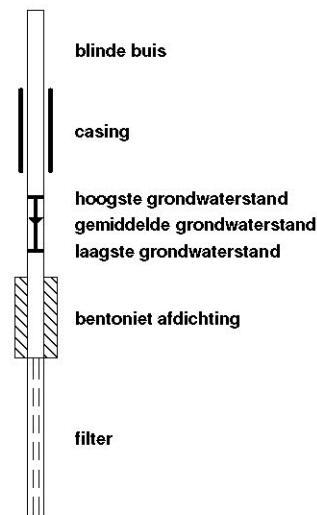 blinde buis
casing
hoogste grondwaterstand
gemiddelde grondwaterstand
laagste grondwaterstand
bentoniet afdichting
filter